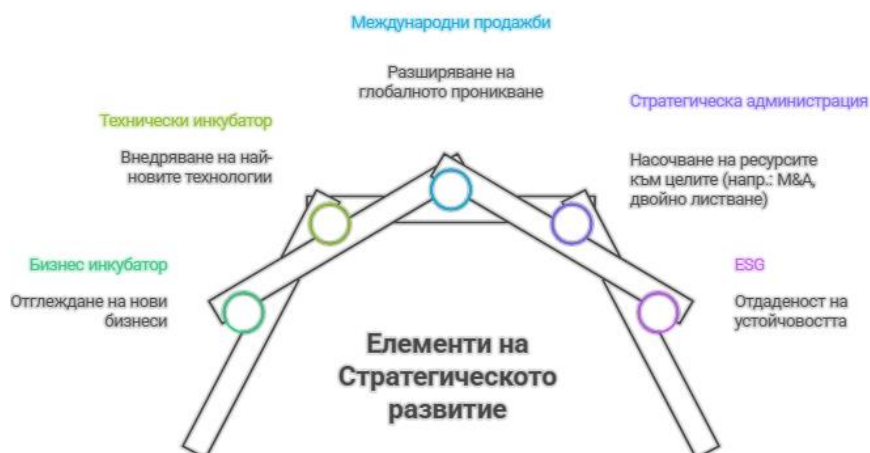 Международни продажби
Разширяване на
глобалното проникване
Технически инкубатор
Внедряване на най-
новите технологии
Стратегическа администрация
Насочване на ресурсите
към целите (напр.: M&A,
двойно листване)
Бизнес инкубатор
Отглеждане на нови
бизнеси
ESG
Отдаденост на
устойчовостта
Елементи на
Стратегическото
развитие